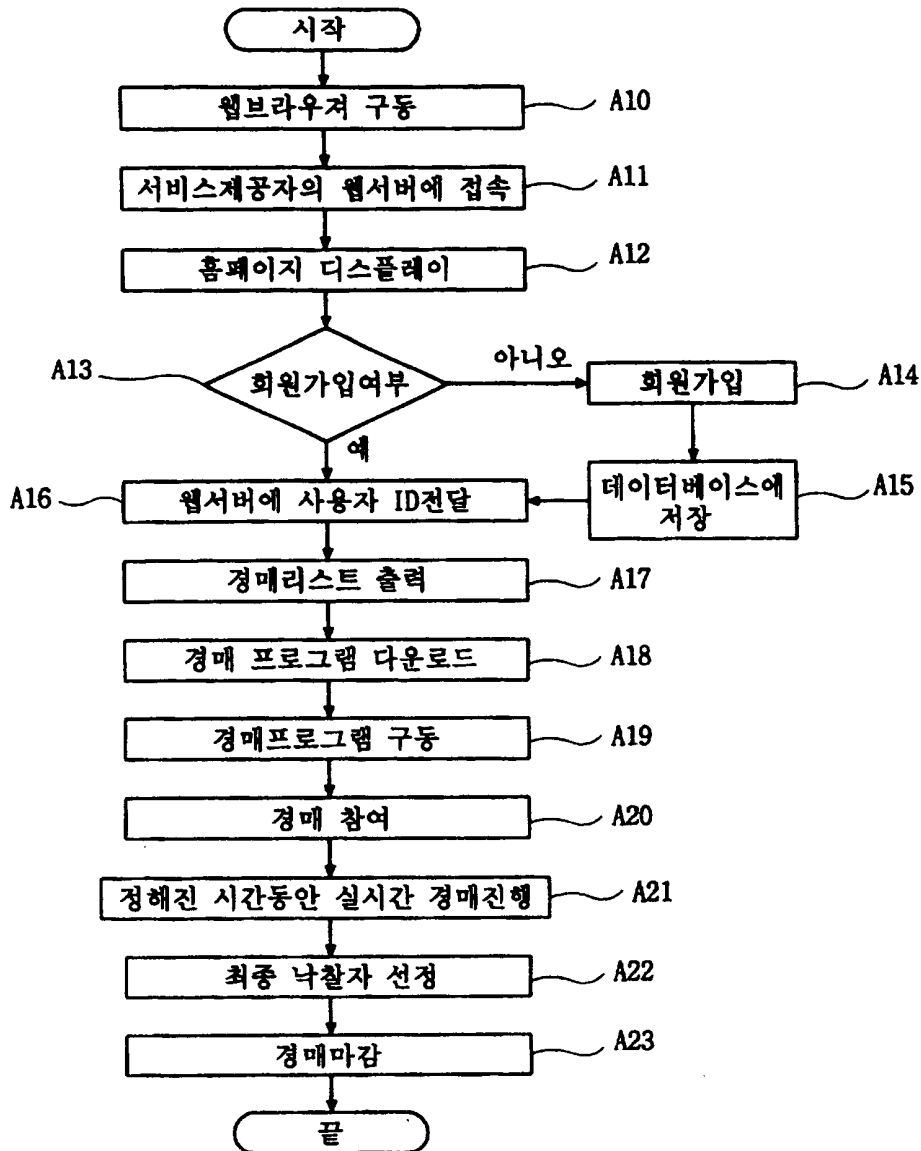 시작
웹브라우져 구동
A10
서비스제공자의 웹서버에 접속
A11
홈페이지 디스플레이
A12
A13
회원가입여부
아니오
회원가입
A14
예
A16
웹서버에 사용자 ID전달
데이터베이스에
저장
A15
경매리스트 출력
A17
경매 프로그램 다운로드
A18
경매프로그램 구동
A19
경매 참여
A20
정해진 시간동안 실시간 경매진행
A21
최종 낙찰자 선정
A22
경매마감
A23
끝